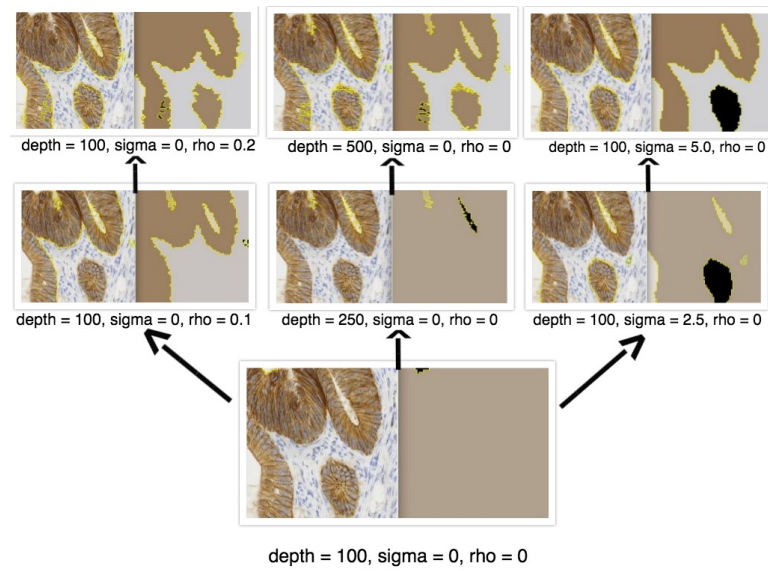 depth = 100, sigma = 0, rho = 0.2
depth = 500, sigma = 0, rho = 0
depth = 100, sigma = 5.0, rho = 0
depth = 100, sigma = 0, rho = 0.1
depth = 250, sigma = 0, rho = 0
depth = 100, sigma = 2.5, rho = 0
depth = 100, sigma = 0, rho = 0